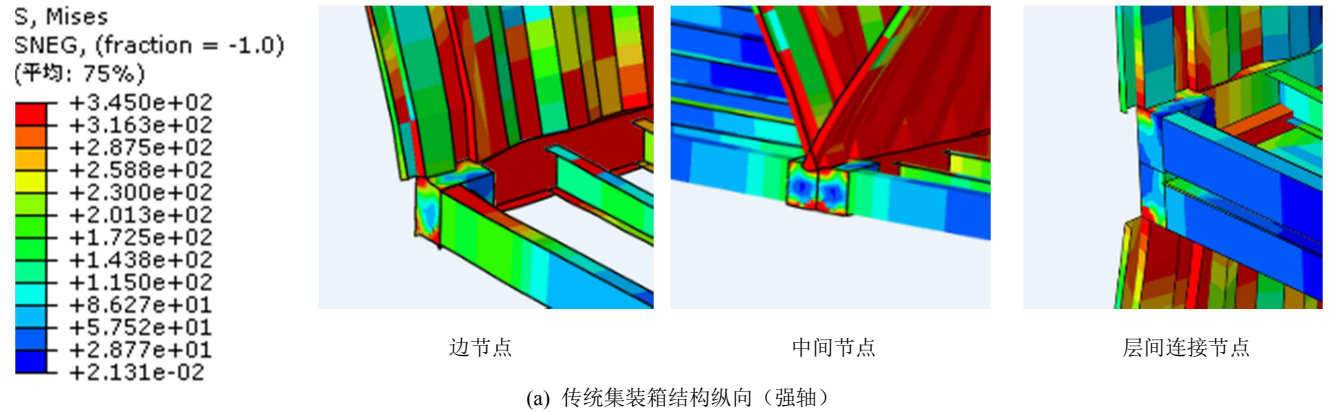 S, Mises
SNEG, (fraction = -1.0)
(平均: 75%)
+3.450e+02
+3.163e+02
+2.875e+02
+2.588e+02
+2.300e+02
+2.013e+02
+1.725e+02
+1.438e+02
+1.150e+02
+8.627e+01
+5.752e+01
+2.877e+01
+2.131e-02
边节点
中间节点
层间连接节点
(a) 传统集装箱结构纵向（强轴）